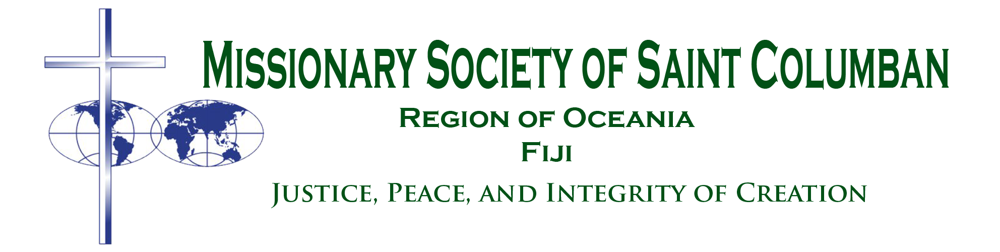 Missionary Society of Saint Columban
Region of Oceania
Fiji
Justice, Peace, and Integrity of Creation